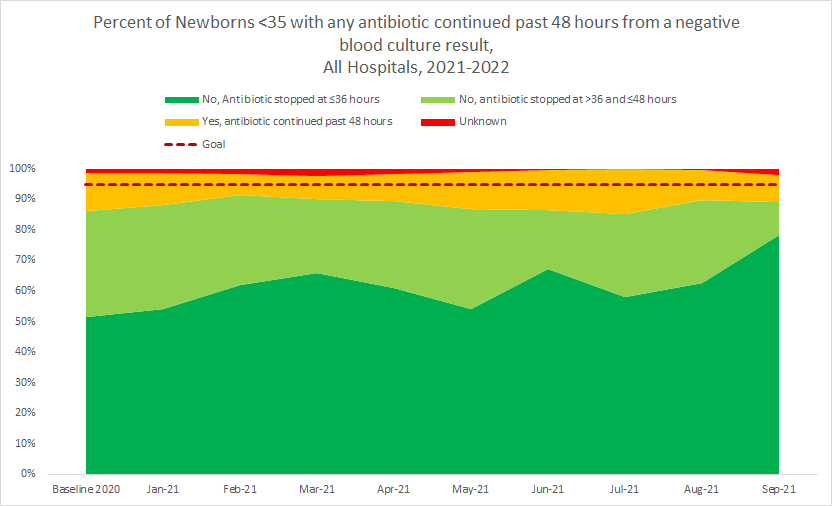 Percent of Newborns <35 with any antibiotic continued past 48 hours from a negative
blood culture result,
All Hospitals, 2021-2022
No, Antibiotic stopped at ≤36 hours
No, antibiotic stopped at >36 and ≤48 hours
Yes, antibiotic continued past 48 hours
Unknown
Goal
100%
90%
80%
70%
60%
50%
40%
30%
20%
10%
0%
Baseline 2020 Jan-21 Feb-21 Mar-21 Apr-21 May-21 Jun-21 Jul-21 Aug-21 Sep-21